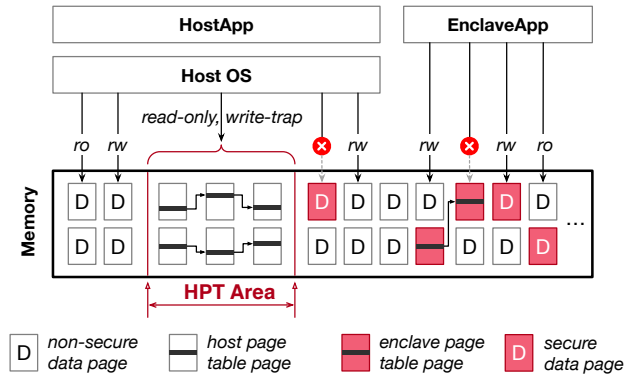 HostApp
EnclaveApp
Host OS
read-only, write-trap
ro rw rw rw rw ro
Memory
D D D D D D D D
D D D D D D D D
...
HPT Area
D non-secure data page
host page table page
enclave page table page
D secure data page